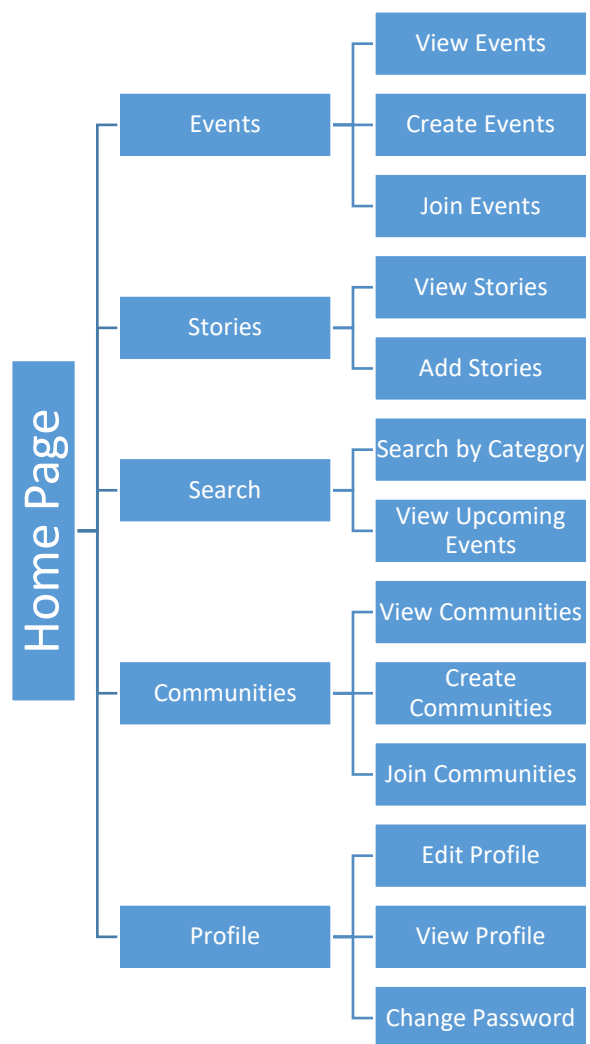 Home Page
Events
View Events
Create Events
Join Events
Stories
View Stories
Add Stories
Search
Search by Category
View Upcoming
Events
Communities
View Communities
Create
Communities
Join Communities
Profile
Edit Profile
View Profile
Change Password